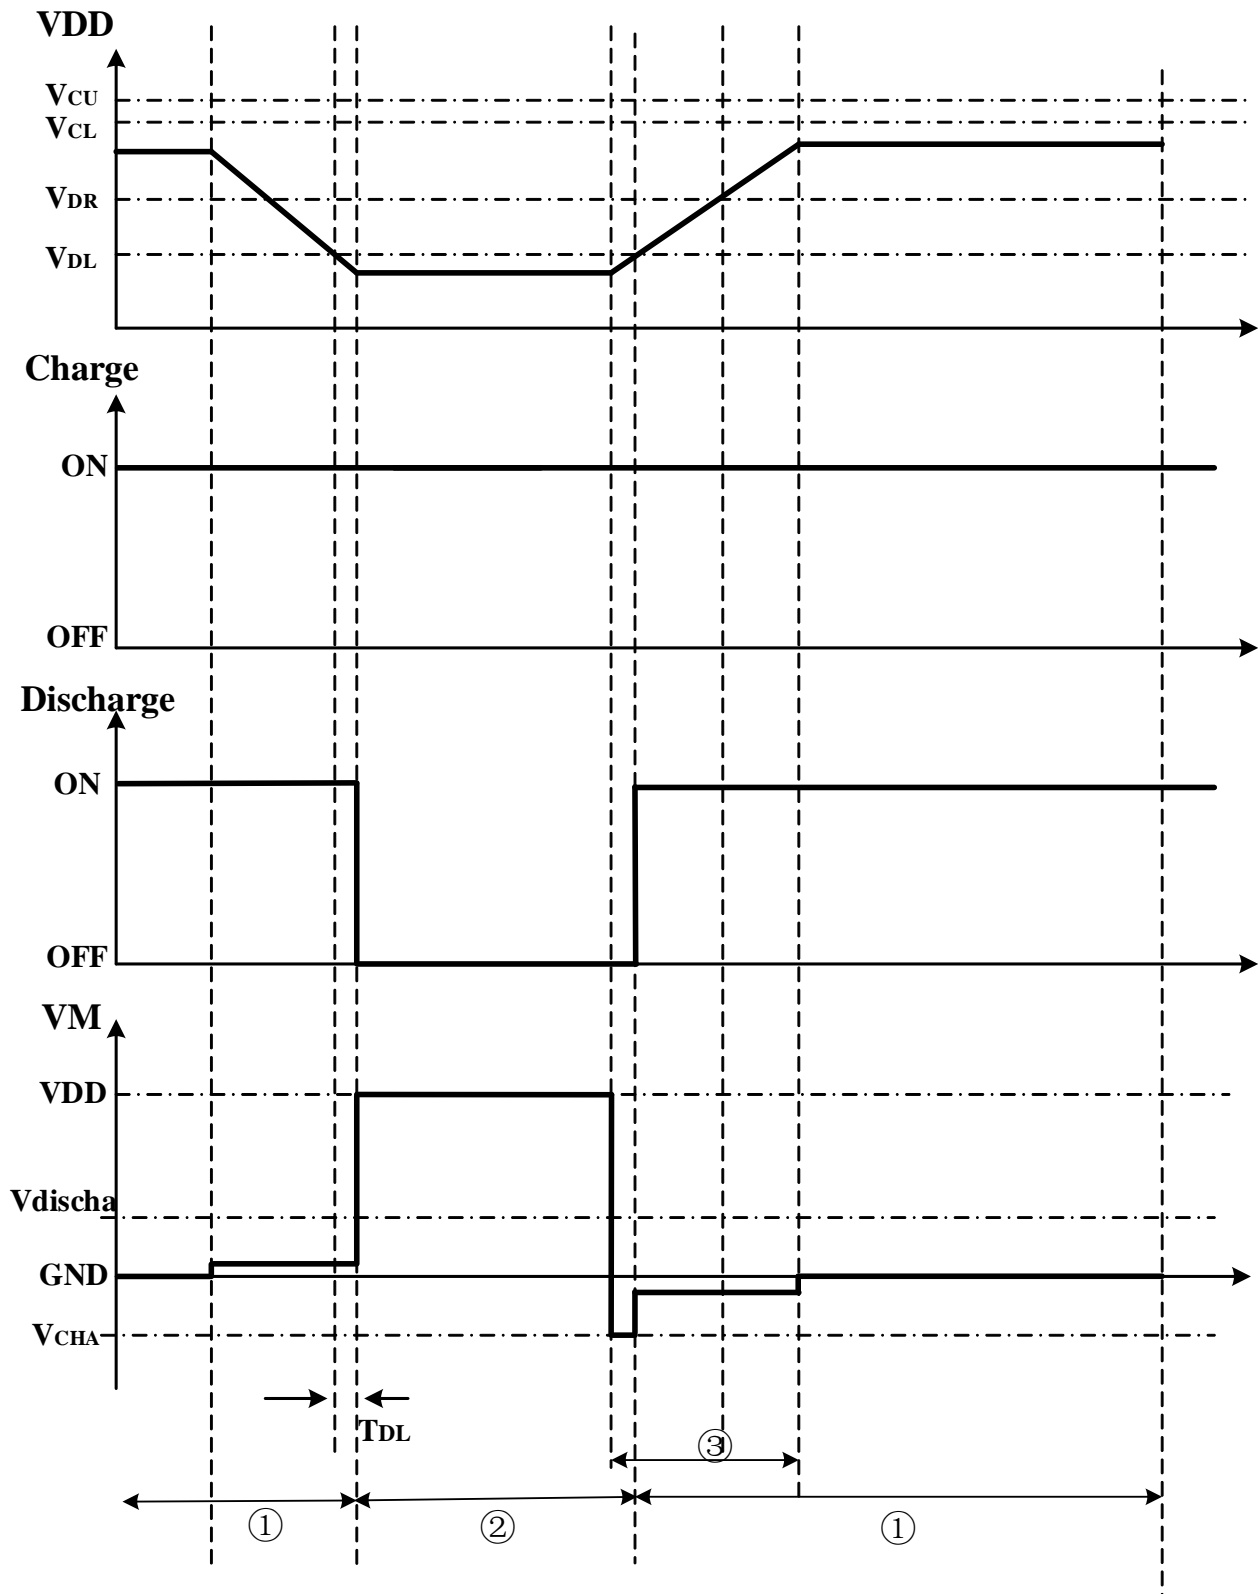 VDD
VCU
VCL
VDR
VDL
Charge
ON
OFF
Discharge
ON
OFF
VM
VDD
Vdischa
GND
VCHA
TDL
③
① ② ①